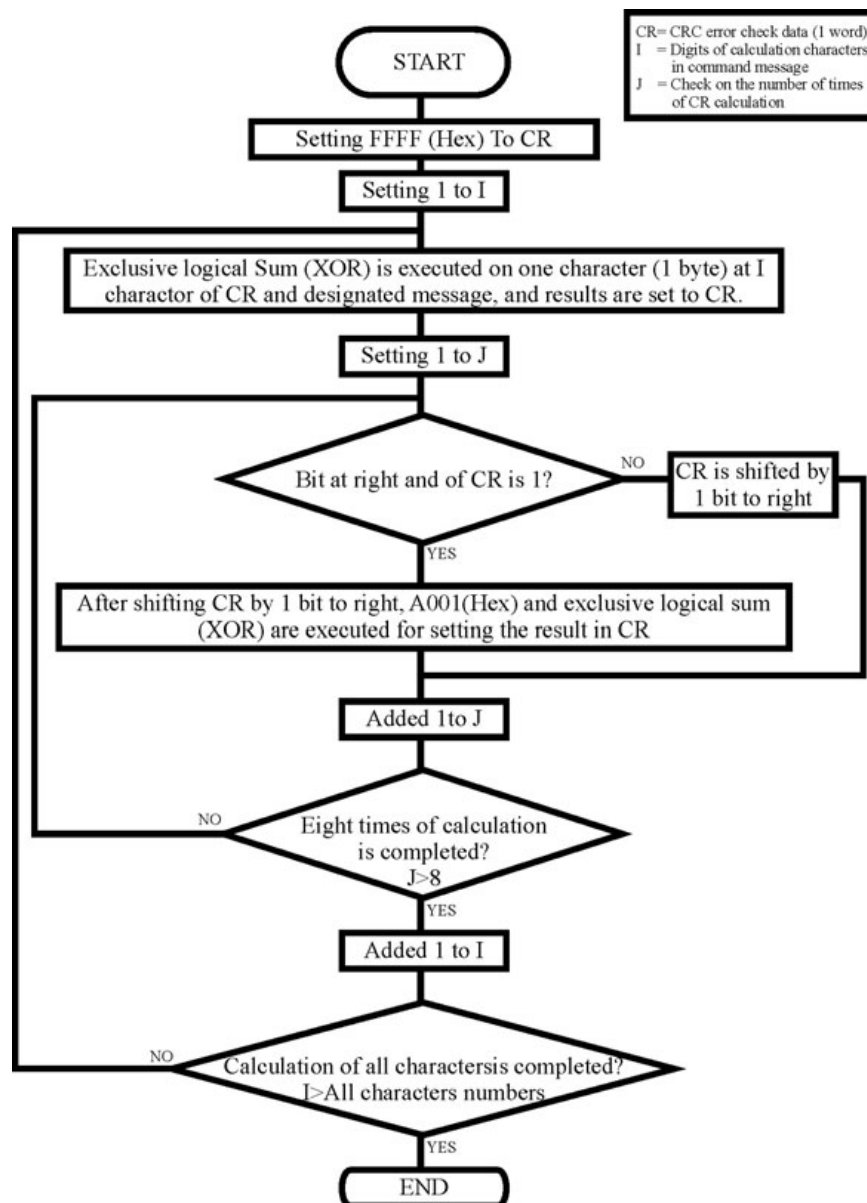 CR= CRC error check data (1 word)
I = Digits of calculation characters
in command message
J = Check on the number of times
of CR calculation
START
Setting FFFF (Hex) To CR
Setting 1 to I
Exclusive logical Sum (XOR) is executed on one character (1 byte) at I
charactor of CR and designated message, and results are set to CR.
Setting 1 to J
Bit at right and of CR is 1?
NO
CR is shifted by
1 bit to right
YES
After shifting CR by 1 bit to right, A001(Hex) and exclusive logical sum
(XOR) are executed for setting the result in CR
Added 1to J
NO
Eight times of calculation
is completed?
J>8
YES
Added 1 to I
NO
Calculation of all charactersis completed?
I>All characters numbers
YES
END